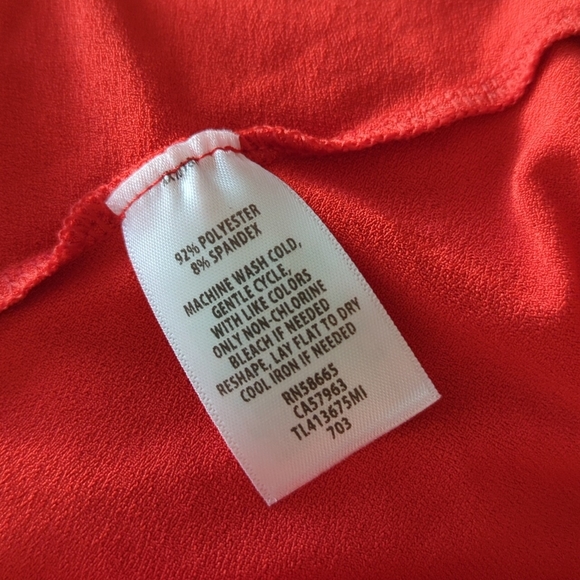 92% POLYESTER
8% SPANDEX
MACHINE WASH COLD,
GENTLE CYCLE,
WITH LIKE COLORS
ONLY NON-CHLORINE
BLEACH IF NEEDED
RESHAPE, LAY FLAT TO DRY
COOL IRON IF NEEDED
RN58665
CA57963
TL413675MI
703